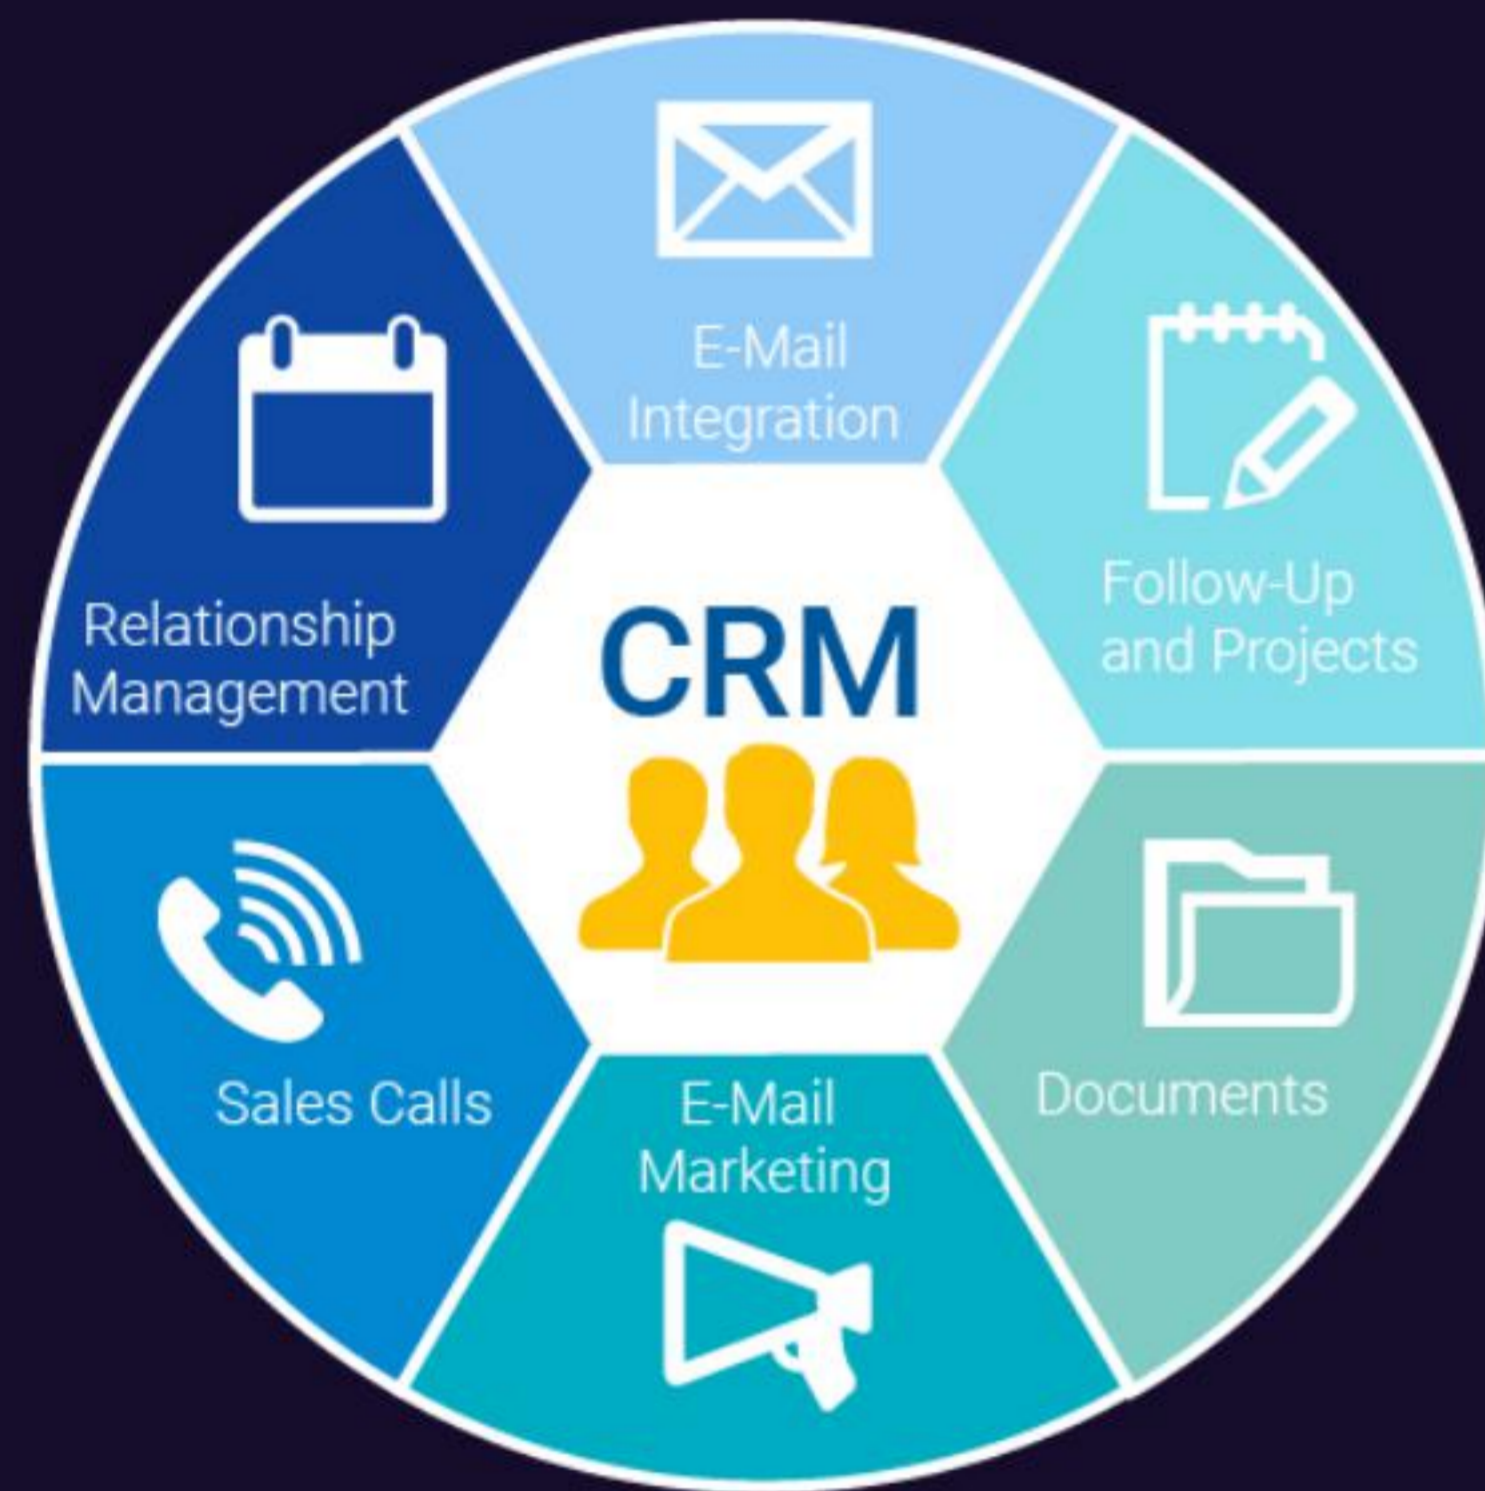 E-Mail
Integration
Follow-Up
and Projects
Relationship
Management
CRM
Sales Calls
E-Mail
Marketing
Documents